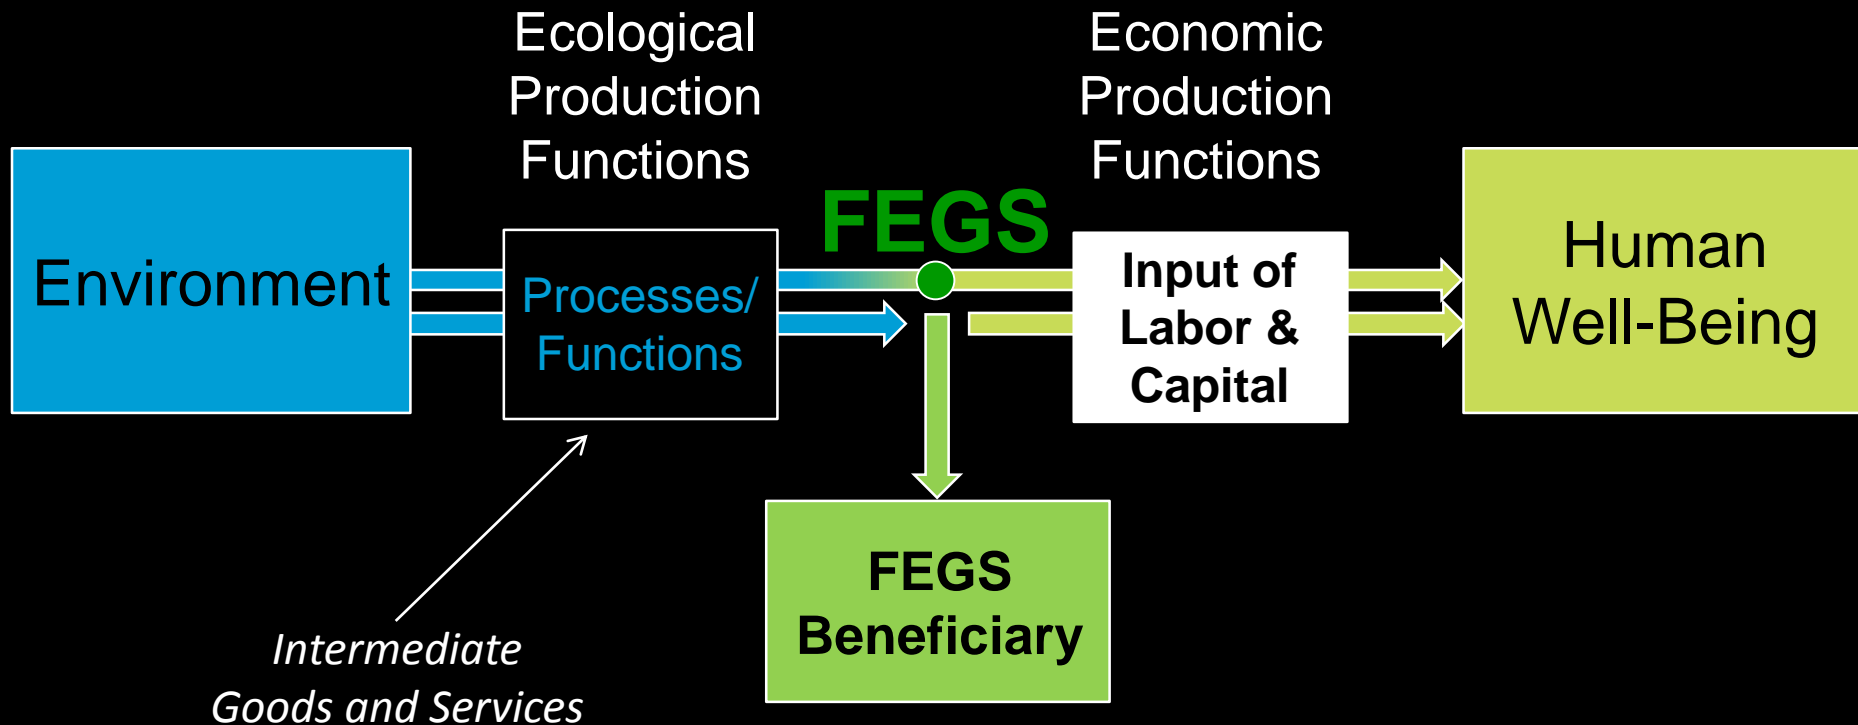 Ecological
Production
Functions
Economic
Production
Functions
Environment
Processes/
Functions
FEGS
Input of
Labor &
Capital
Human
Well-Being
FEGS
Beneficiary
Intermediate
Goods and Services